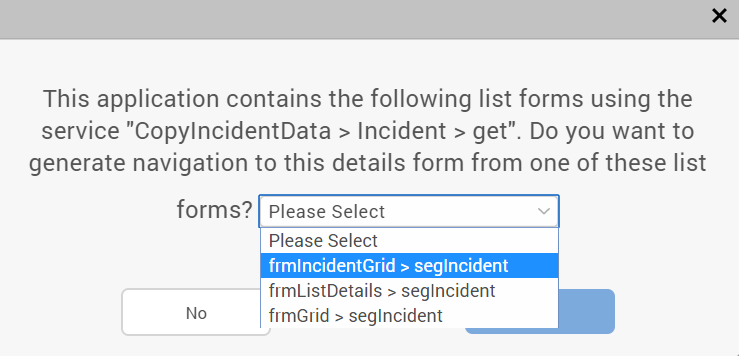 This application contains the following list forms using the
service "CopyIncidentData > Incident > get". Do you want to
generate navigation to this details form from one of these list
forms? Please Select
Please Select
frmIncidentGrid > segIncident
frmListDetails > segIncident
frmGrid > segIncident
No